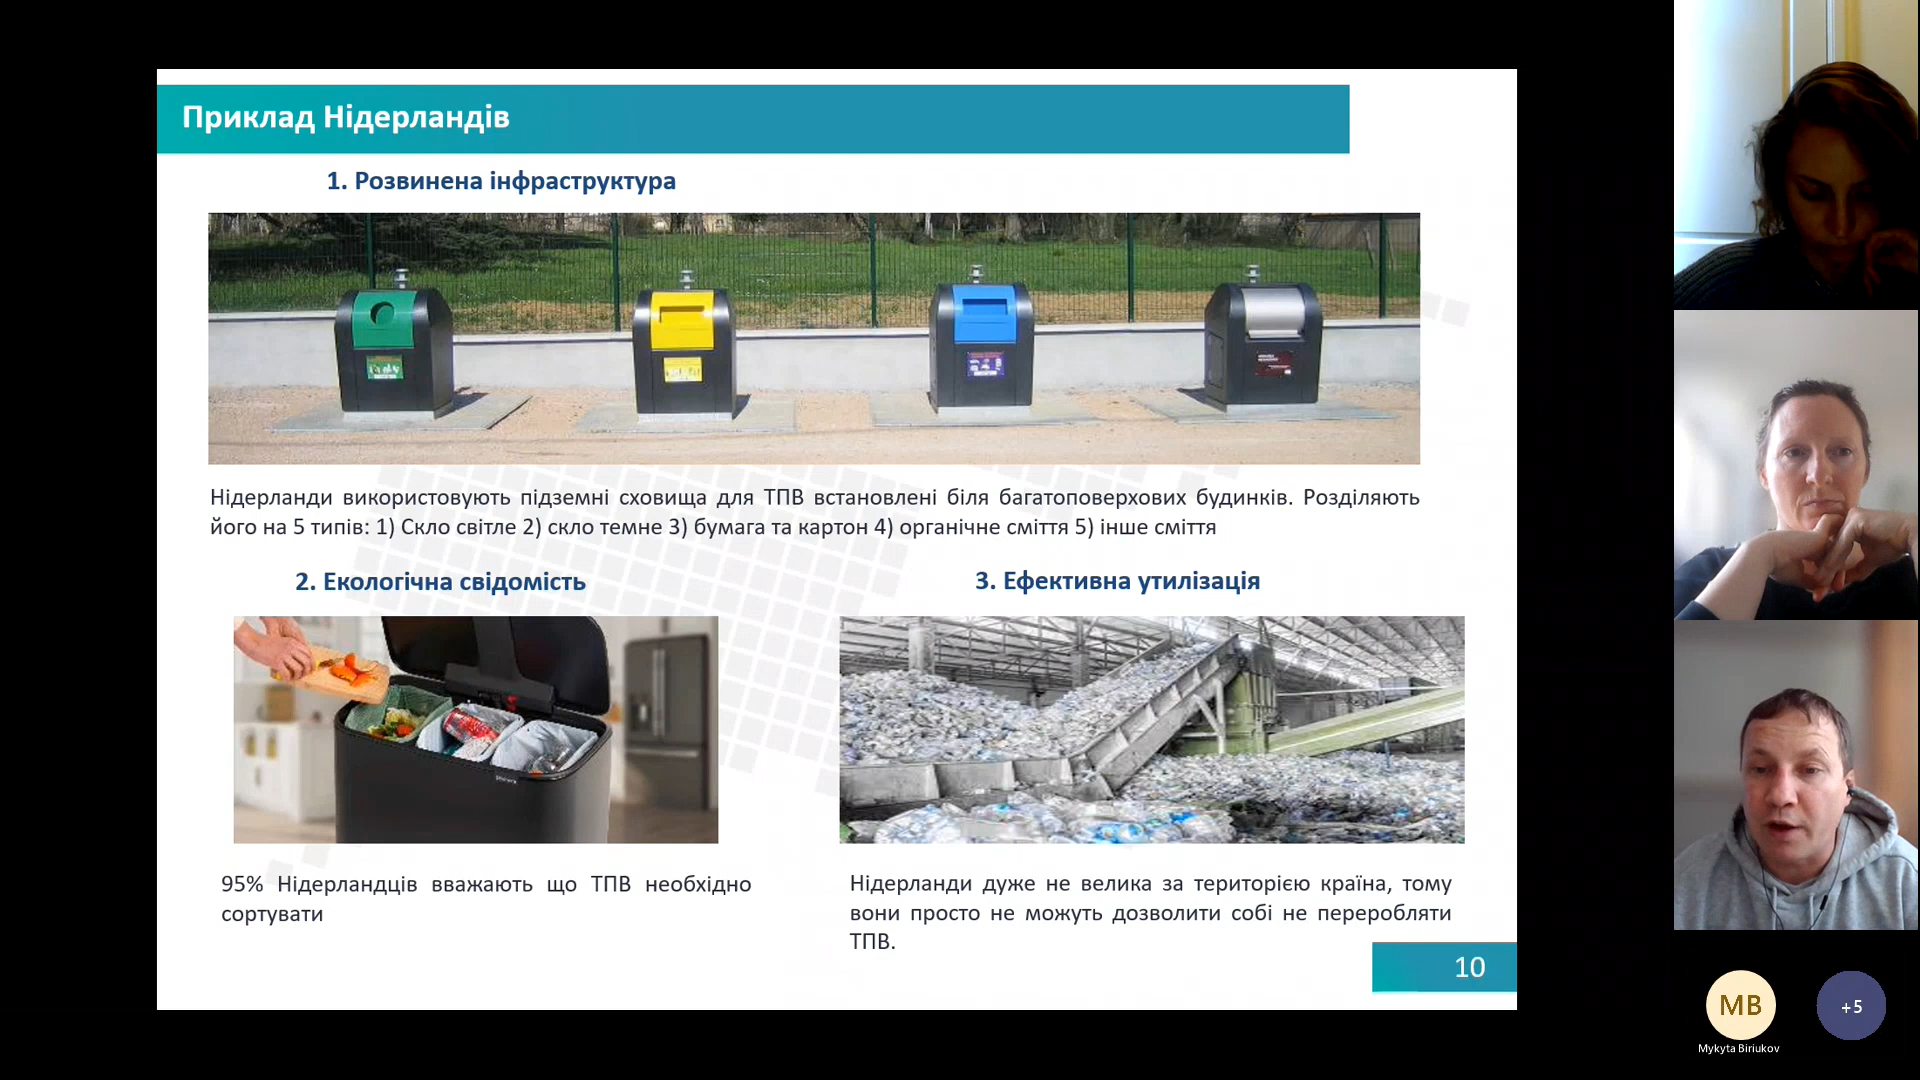 Приклад Нідерландів
1. Розвинена інфраструктура
Нідерланди використовують підземні сховища для ТПВ встановлені біля багатоповерхових будинків. Розділяють
його на 5 типів: 1) Скло світле 2) скло темне 3) бумага та картон 4) органічне сміття 5) інше сміття
2. Екологічна свідомість
3. Ефективна утилізація
95% Нідерландців вважають що ТПВ необхідно
сортувати
Нідерланди дуже не велика за територією країна, тому
вони просто не можуть дозволити собі не переробляти
ТПВ.
10
MB
+5
Mykyta Biriukov